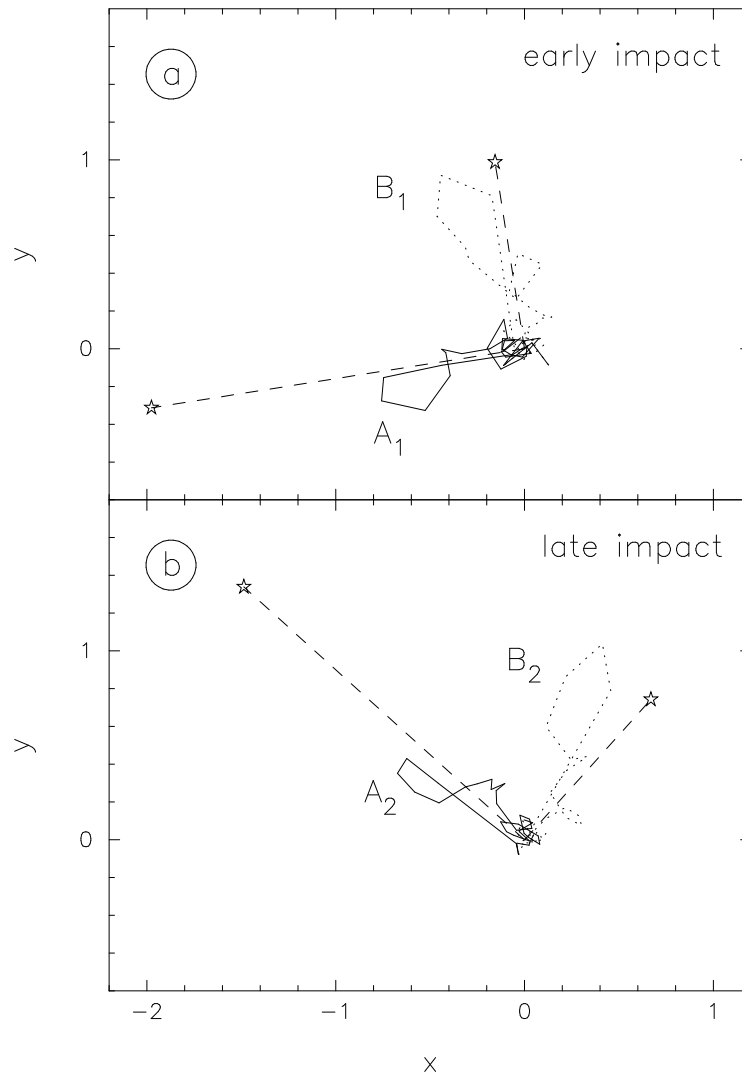 a
early impact
1
B1
y
0
A1
b
late impact
1
B2
y
A2
0
−2 −1 0 1
x